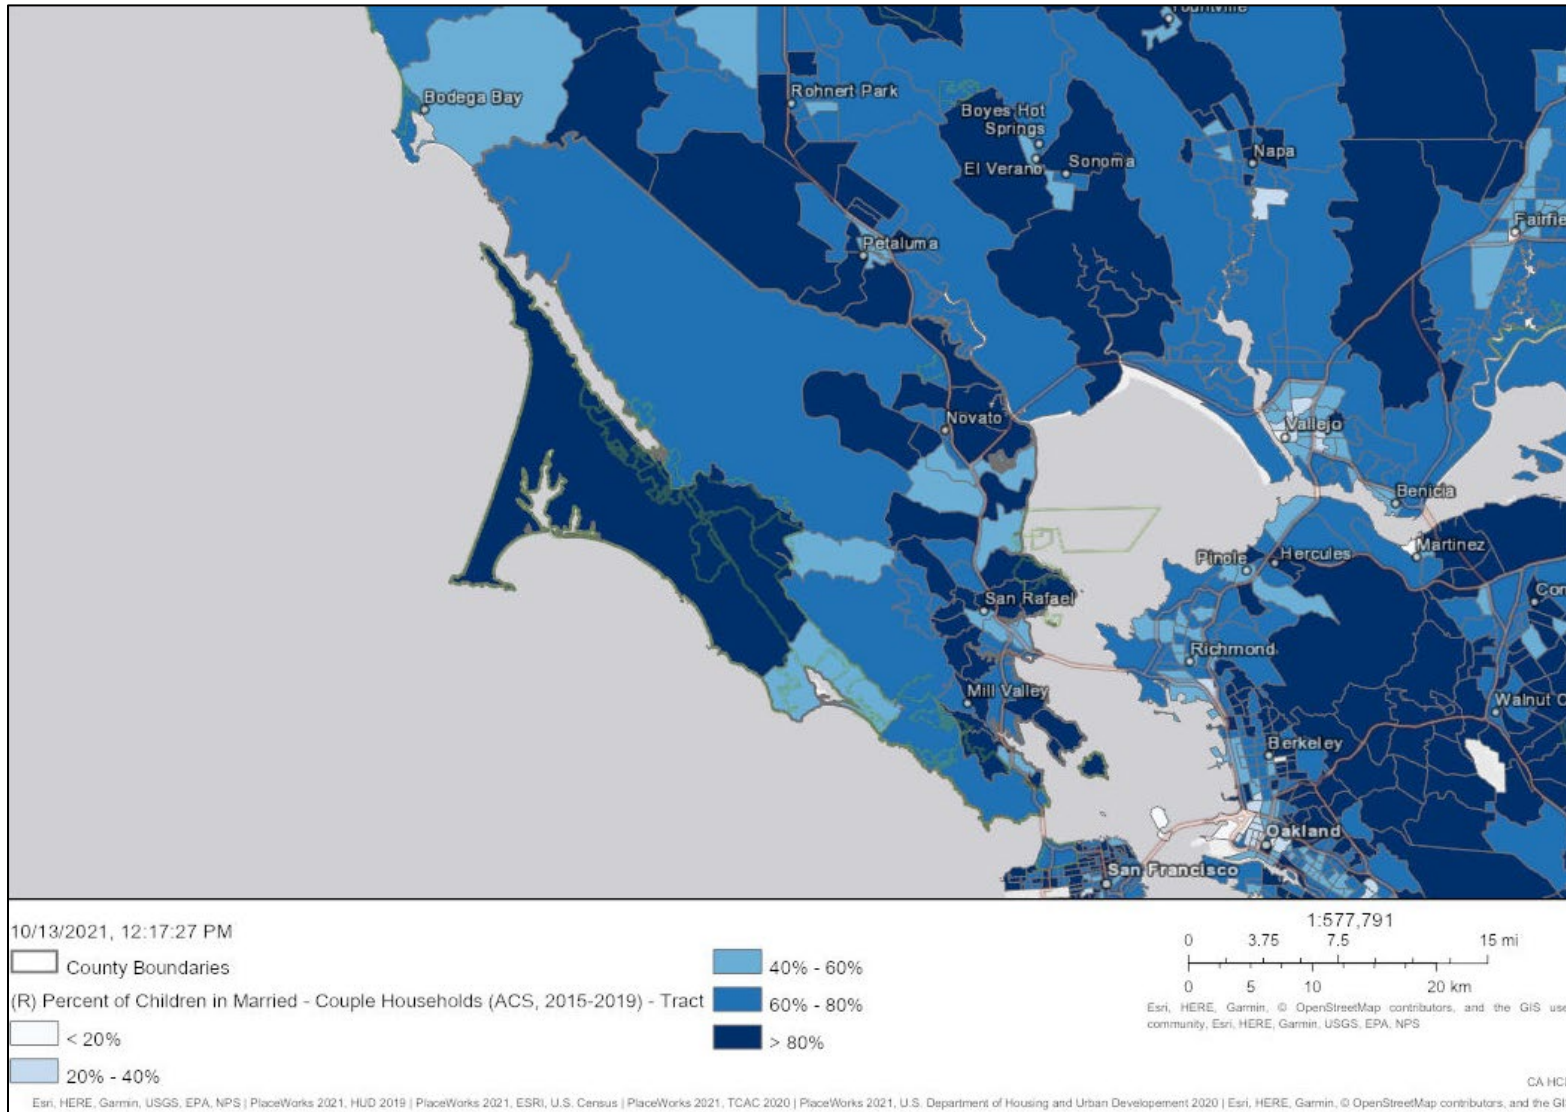 Yountville
Bodega Bay
Rohnert Park
Boyes Hot
Springs
El Verano
Sonoma
Napa
Fairfie
Petaluma
Novato
Vallejo
Benicia
Martinez
Pinole
Hercules
Con
San Rafael
Richmond
Mill Valley
Walnut C
Berkeley
Oakland
San Francisco
10/13/2021, 12:17:27 PM
County Boundaries
(R) Percent of Children in Married - Couple Households (ACS, 2015-2019) - Tract
< 20%
20% - 40%
40% - 60%
60% - 80%
> 80%
1:577,791
0 3.75 7.5 15 mi
0 5 10 20 km
Esri, HERE, Garmin, © OpenStreetMap contributors, and the GIS use
community, Esri, HERE, Garmin, USGS, EPA, NPS
CA HC
Esri, HERE, Garmin, USGS, EPA, NPS | PlaceWorks 2021, HUD 2019 | PlaceWorks 2021, ESRI, U.S. Census | PlaceWorks 2021, TCAC 2020 | PlaceWorks 2021, U.S. Department of Housing and Urban Developement 2020 | Esri, HERE, Garmin, © OpenStreetMap contributors, and the GI